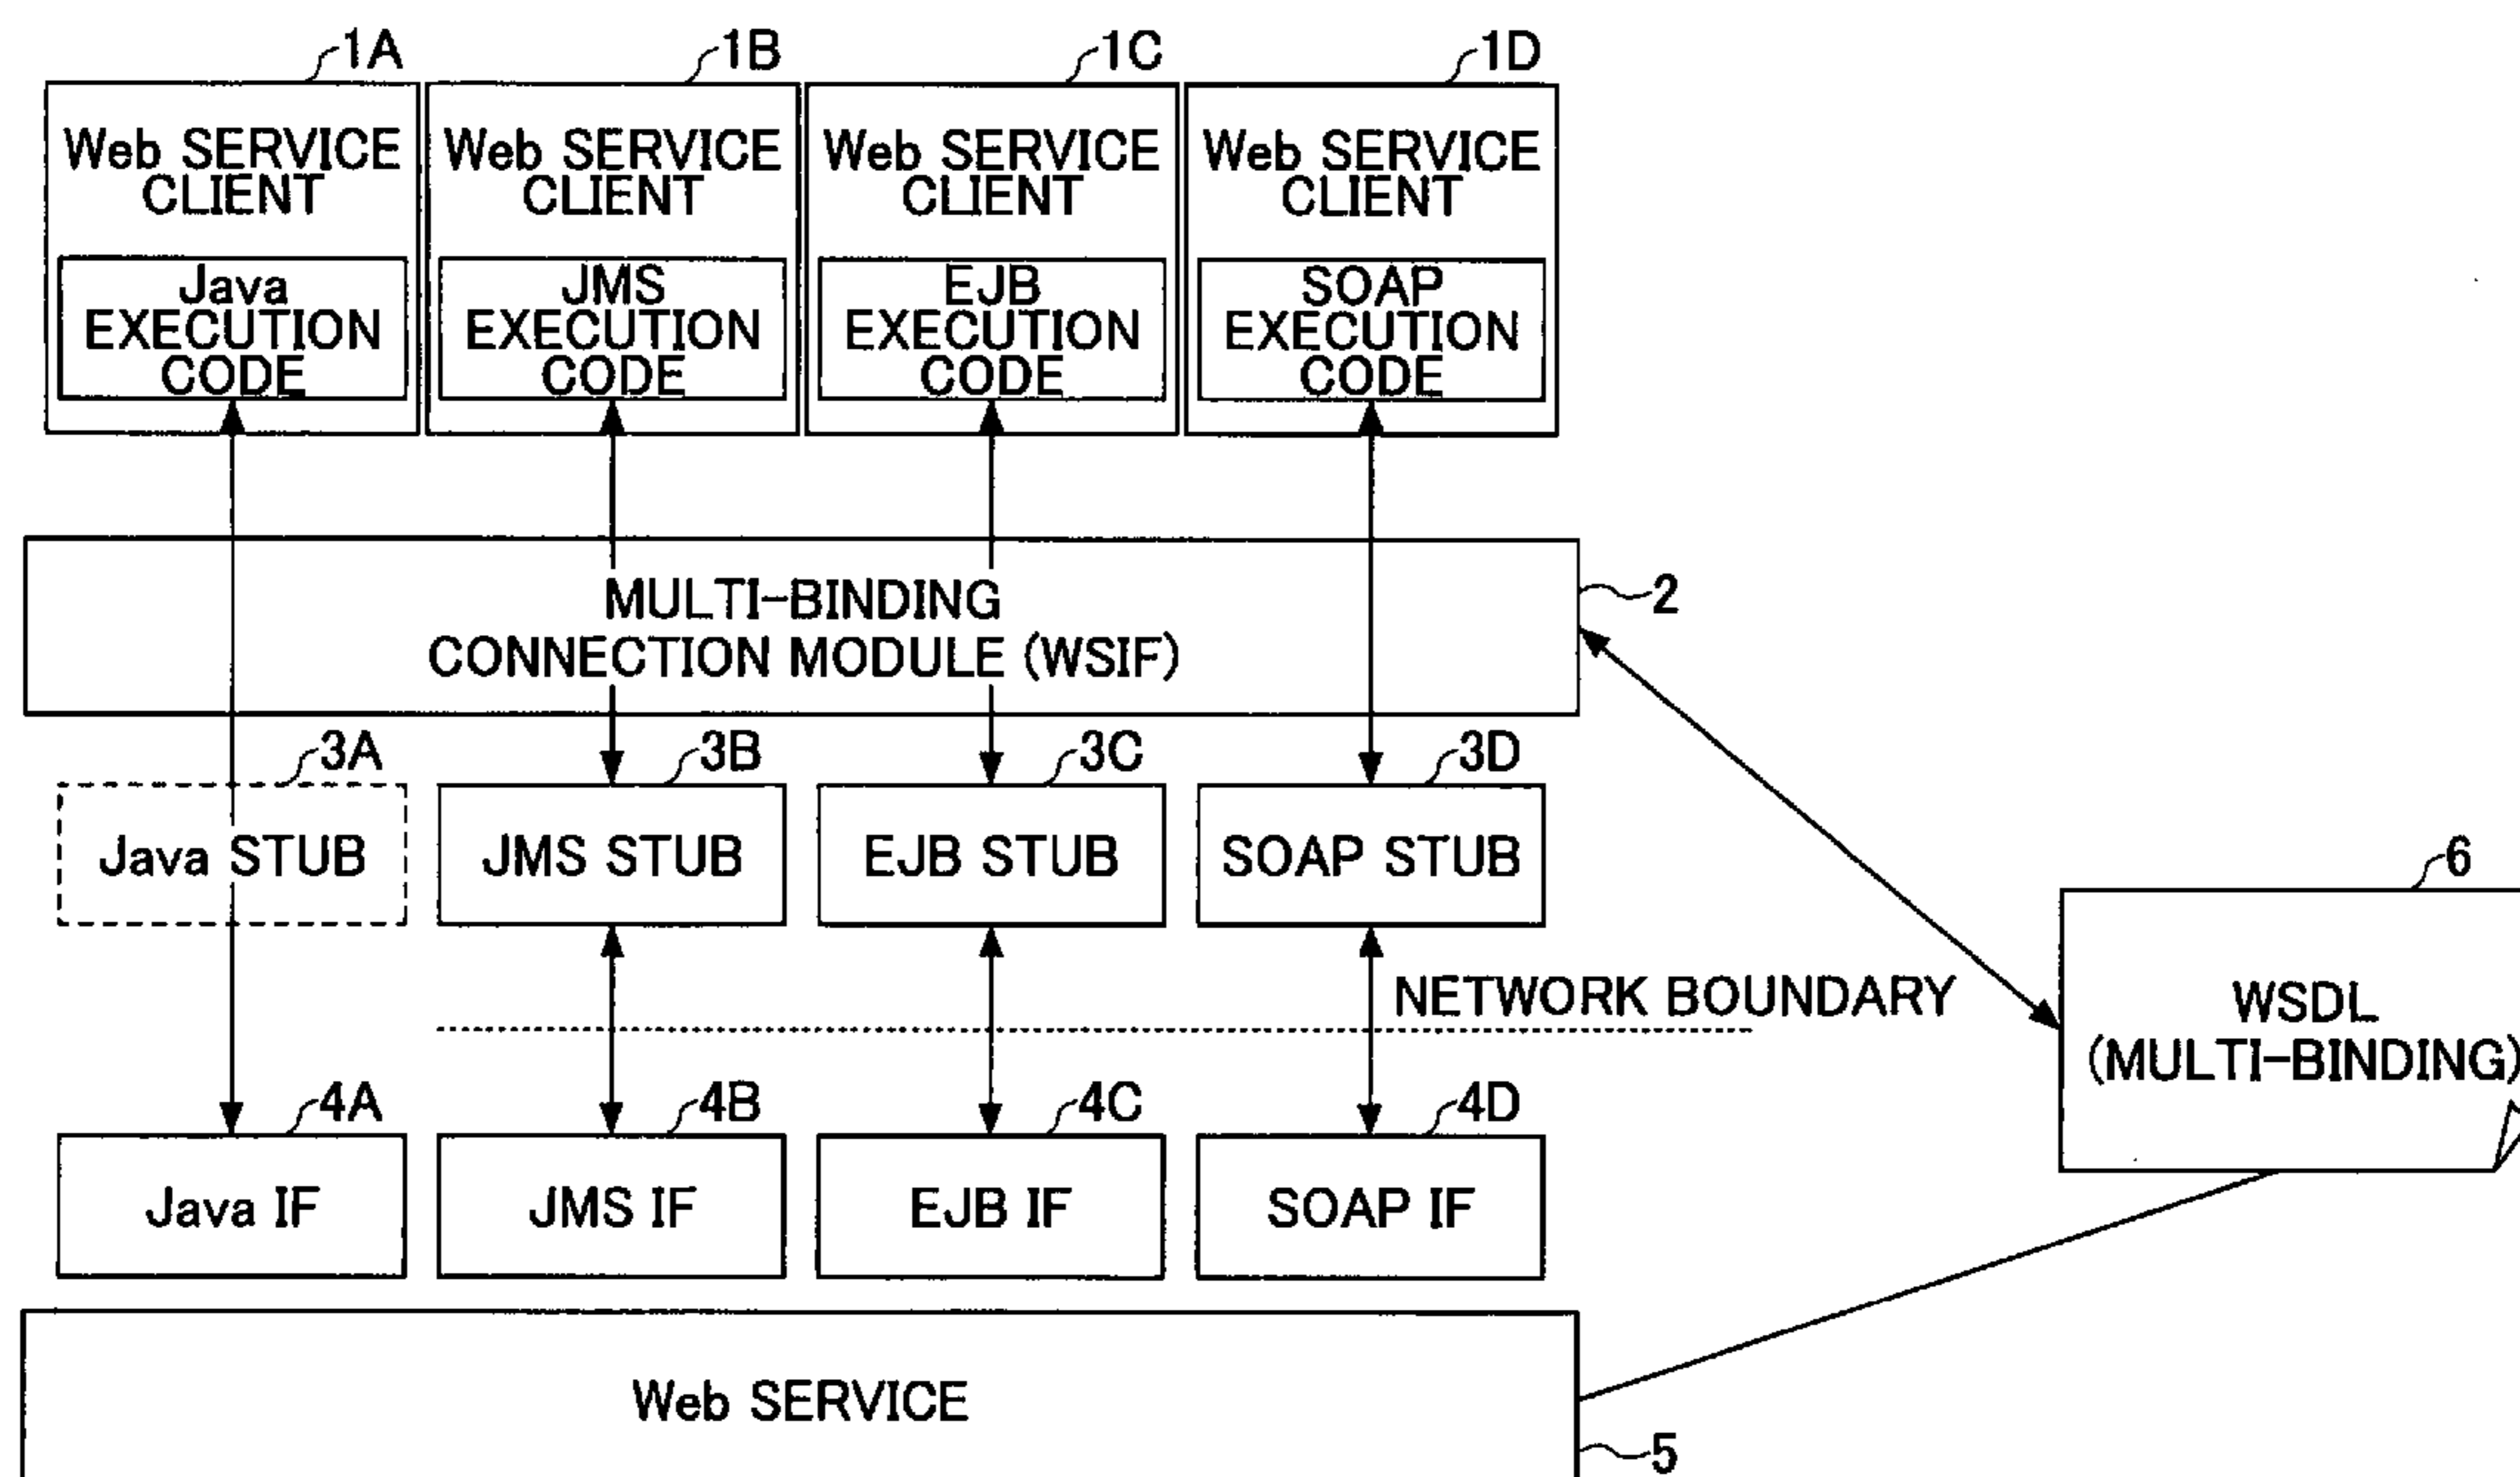 1A
1B
1C
1D
Web SERVICE
CLIENT
Web SERVICE
CLIENT
Web SERVICE
CLIENT
Web SERVICE
CLIENT
Java
EXECUTION
CODE
JMS
EXECUTION
CODE
EJB
EXECUTION
CODE
SOAP
EXECUTION
CODE
MULTI-BINDING
CONNECTION MODULE (WSIF)
2
3A
3B
3C
3D
Java STUB
JMS STUB
EJB STUB
SOAP STUB
6
NETWORK BOUNDARY
WSDL
(MULTI-BINDING)
4A
4B
4C
4D
Java IF
JMS IF
EJB IF
SOAP IF
Web SERVICE
5